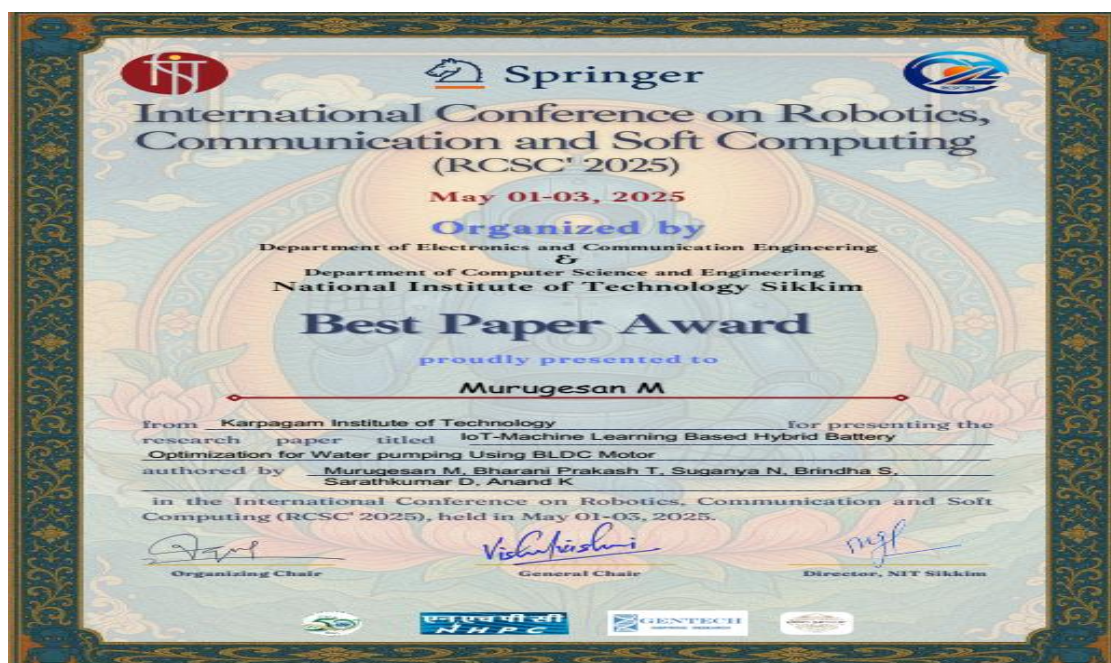 Springer
International Conference on Robotics,
Communication and Soft Computing
(RCSC' 2025)
May 01-03, 2025
Organized by
Department of Electronics and Communication Engineering
&
Department of Computer Science and Engineering
National Institute of Technology Sikkim
Best Paper Award
proudly presented to
Murugesan M
from Karpagam Institute of Technology for presenting the
research paper titled IoT-Machine Learning Based Hybrid Battery
Optimization for Water pumping Using BLDC Motor
authored by Murugesan M, Bharani Prakash T, Suganya N, Brindha S,
Sarathkumar D, Anand K
in the International Conference on Robotics, Communication and Soft
Computing (RCSC' 2025), held in May 01-03, 2025.
Organizing Chair
General Chair
Director, NIT Sikkim
एनएचपीसी
NHPC
GENTECH